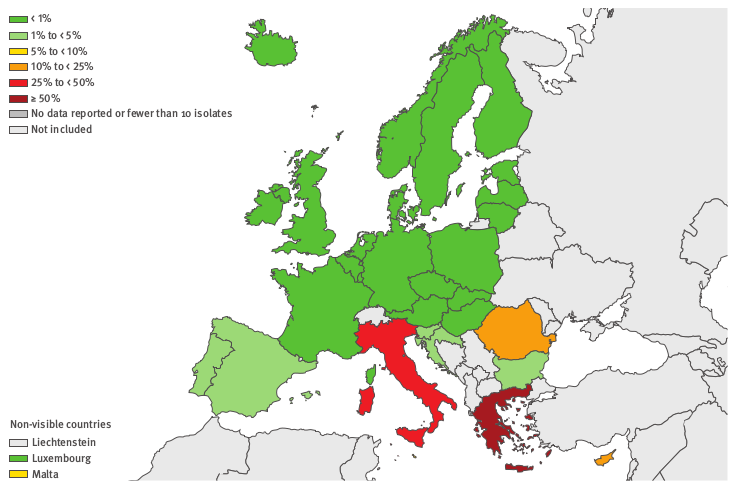 < 1%
1% to < 5%
5% to < 10%
10% to < 25%
25% to < 50%
≥ 50%
No data reported or fewer than 10 isolates
Not included
Non-visible countries
Liechtenstein
Luxembourg
Malta